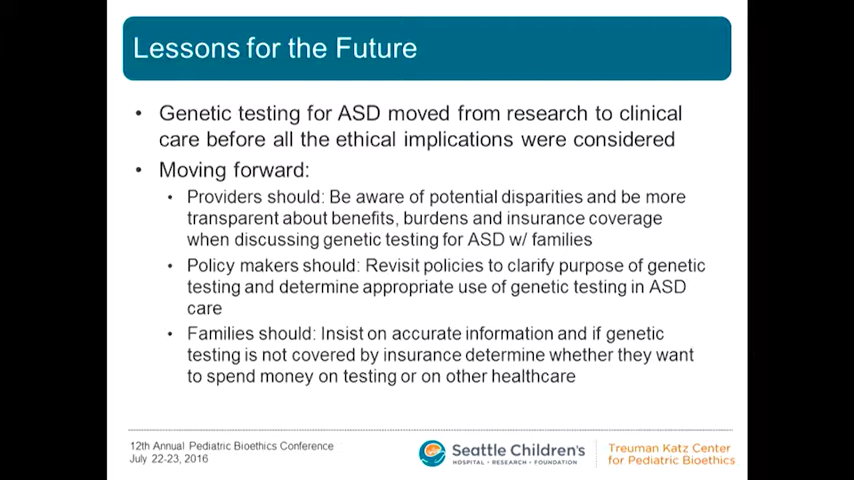 Lessons for the Future
• Genetic testing for ASD moved from research to clinical
care before all the ethical implications were considered
• Moving forward:
• Providers should: Be aware of potential disparities and be more
transparent about benefits, burdens and insurance coverage
when discussing genetic testing for ASD w/ families
• Policy makers should: Revisit policies to clarify purpose of genetic
testing and determine appropriate use of genetic testing in ASD
care
• Families should: Insist on accurate information and if genetic
testing is not covered by insurance determine whether they want
to spend money on testing or on other healthcare
12th Annual Pediatric Bioethics Conference
July 22-23, 2016
Seattle Children's
HOSPITAL • RESEARCH • FOUNDATION
Treuman Katz Center
for Pediatric Bioethics